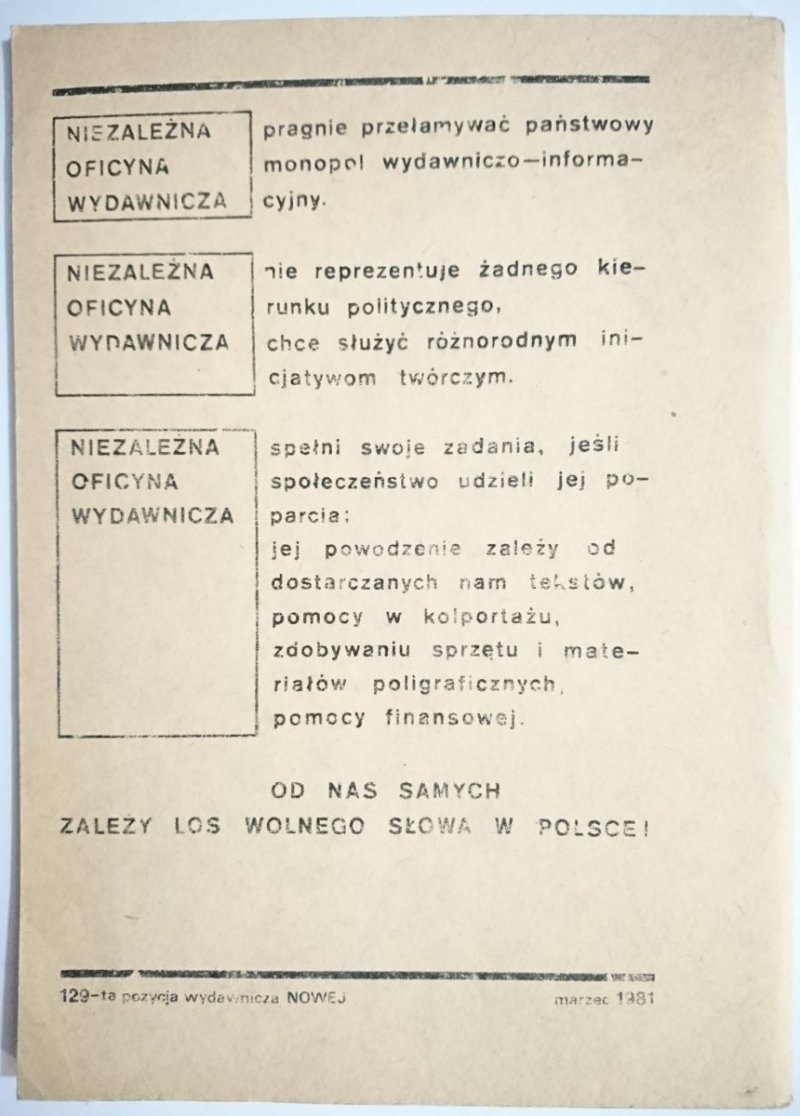 NIEZALEŻNA pragnie przełamywać państwowy
OFICYNA monopol wydawniczo—informa—
WYDAWNICZA cyjny.
NIEZALEŻNA nie reprezentuje żadnego kie—
OFICYNA runku politycznego,
WYDAWNICZA chce służyć różnorodnym ini—
cjatywom twórczym.
NIEZALEŻNA spełni swoje zadania, jeśli
OFICYNA społeczeństwo udzieli jej po—
WYDAWNICZA parcia;
jej powodzenie zależy od
dostarczanych nam tekstów,
pomocy w kolportażu,
zdobywaniu sprzętu i mate—
riałów poligraficznych,
pomocy finansowej.
OD NAS SAMYCH
ZALEŻY LOS WOLNEGO SŁOWA W POLSCE!
129—ta pozycja wydawnicza NOWEJ marzec 1981